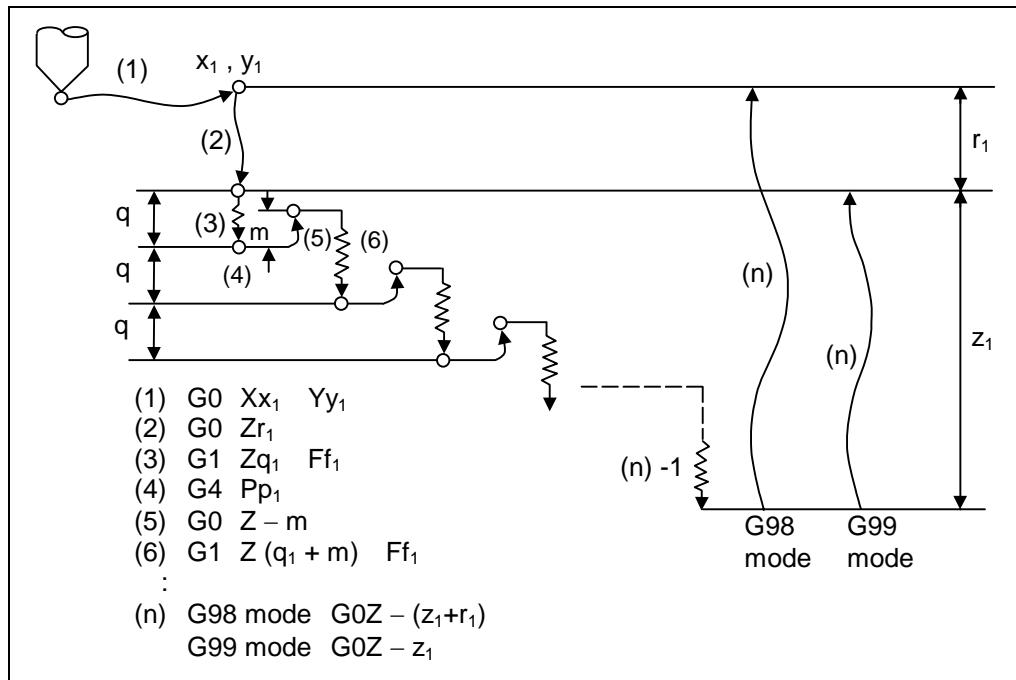 (1)
x₁ , y₁
(2)
r₁
q
(3)
m
(5)
(6)
(4)
q
(n)
q
z₁
(n)
(n) -1
G98
mode
G99
mode
(1) G0 Xx₁ Yy₁
(2) G0 Zr₁
(3) G1 Zq₁ Ff₁
(4) G4 Pp₁
(5) G0 Z – m
(6) G1 Z (q₁ + m) Ff₁
:
(n) G98 mode G0Z – (z₁+r₁)
G99 mode G0Z – z₁